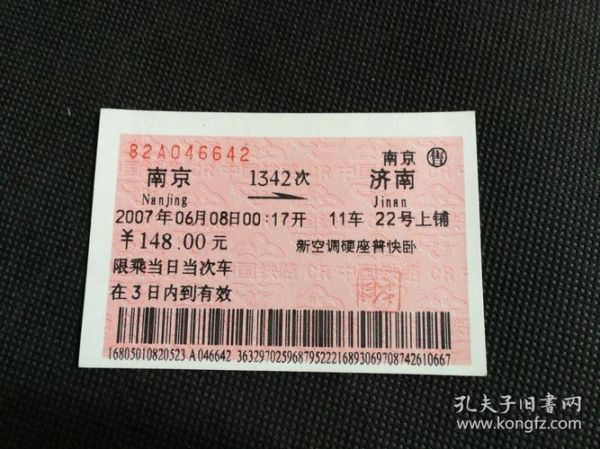 82A046642 南京 售
南京 1342次 济南
Nanjing Jinan
2007年06月08日00:17开 11车 22号上铺
￥148.00元 新空调硬座普快卧
限乘当日当次车
在3日内到有效
16805010820523 A046642 36329702596879522216893069708742610667
孔夫子旧书网
www.kongfz.com